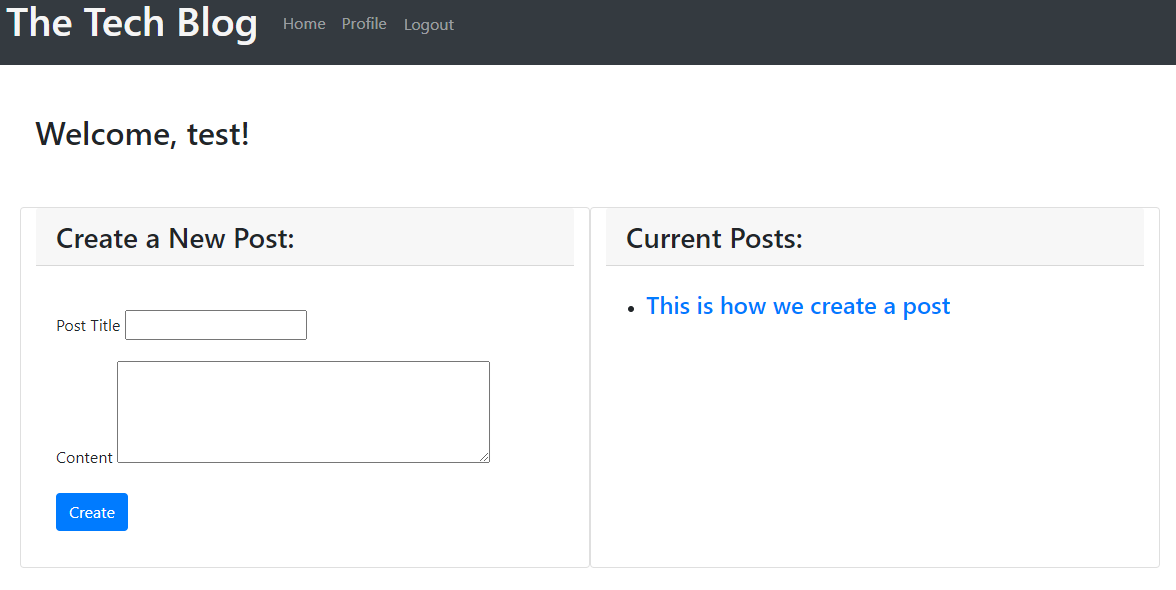 The Tech Blog Home Profile Logout
Welcome, test!
Create a New Post:
Post Title
Content
Create
Current Posts:
This is how we create a post